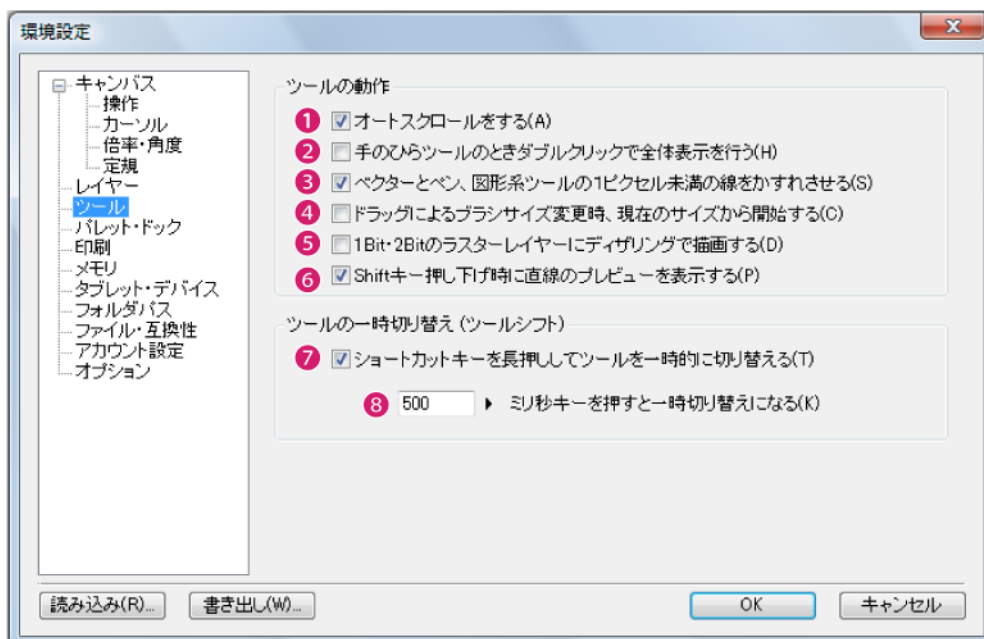 環境設定
キャンバス
操作
カーソル
倍率・角度
定規
レイヤー
ツール
パレット・ドック
印刷
メモリ
タブレット・デバイス
フォルダパス
ファイル・互換性
アカウント設定
オプション
ツールの動作
1 オートスクロールをする(A)
2 手のひらツールのときダブルクリックで全体表示を行う(H)
3 ベクターとペン、図形系ツールの1ピクセル未満の線をかすれさせる(S)
4 ドラッグによるブラシサイズ変更時、現在のサイズから開始する(C)
5 1Bit・2Bitのラスターレイヤーにディザリングで描画する(D)
6 Shiftキー押し下げ時に直線のプレビューを表示する(P)
ツールの一時切り替え(ツールシフト)
7 ショートカットキーを長押ししてツールを一時的に切り替える(T)
8 500 ミリ秒キーを押すと一時切り替えになる(K)
読み込み(R)... 書き出し(W)... OK キャンセル